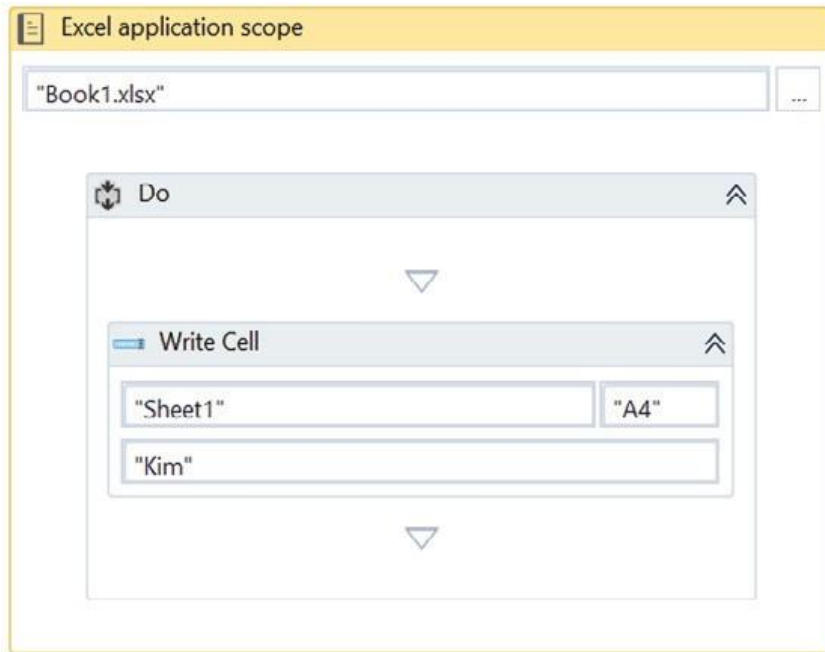 Excel application scope
"Book1.xlsx"
...
Do
Write Cell
"Sheet1" "A4"
"Kim"